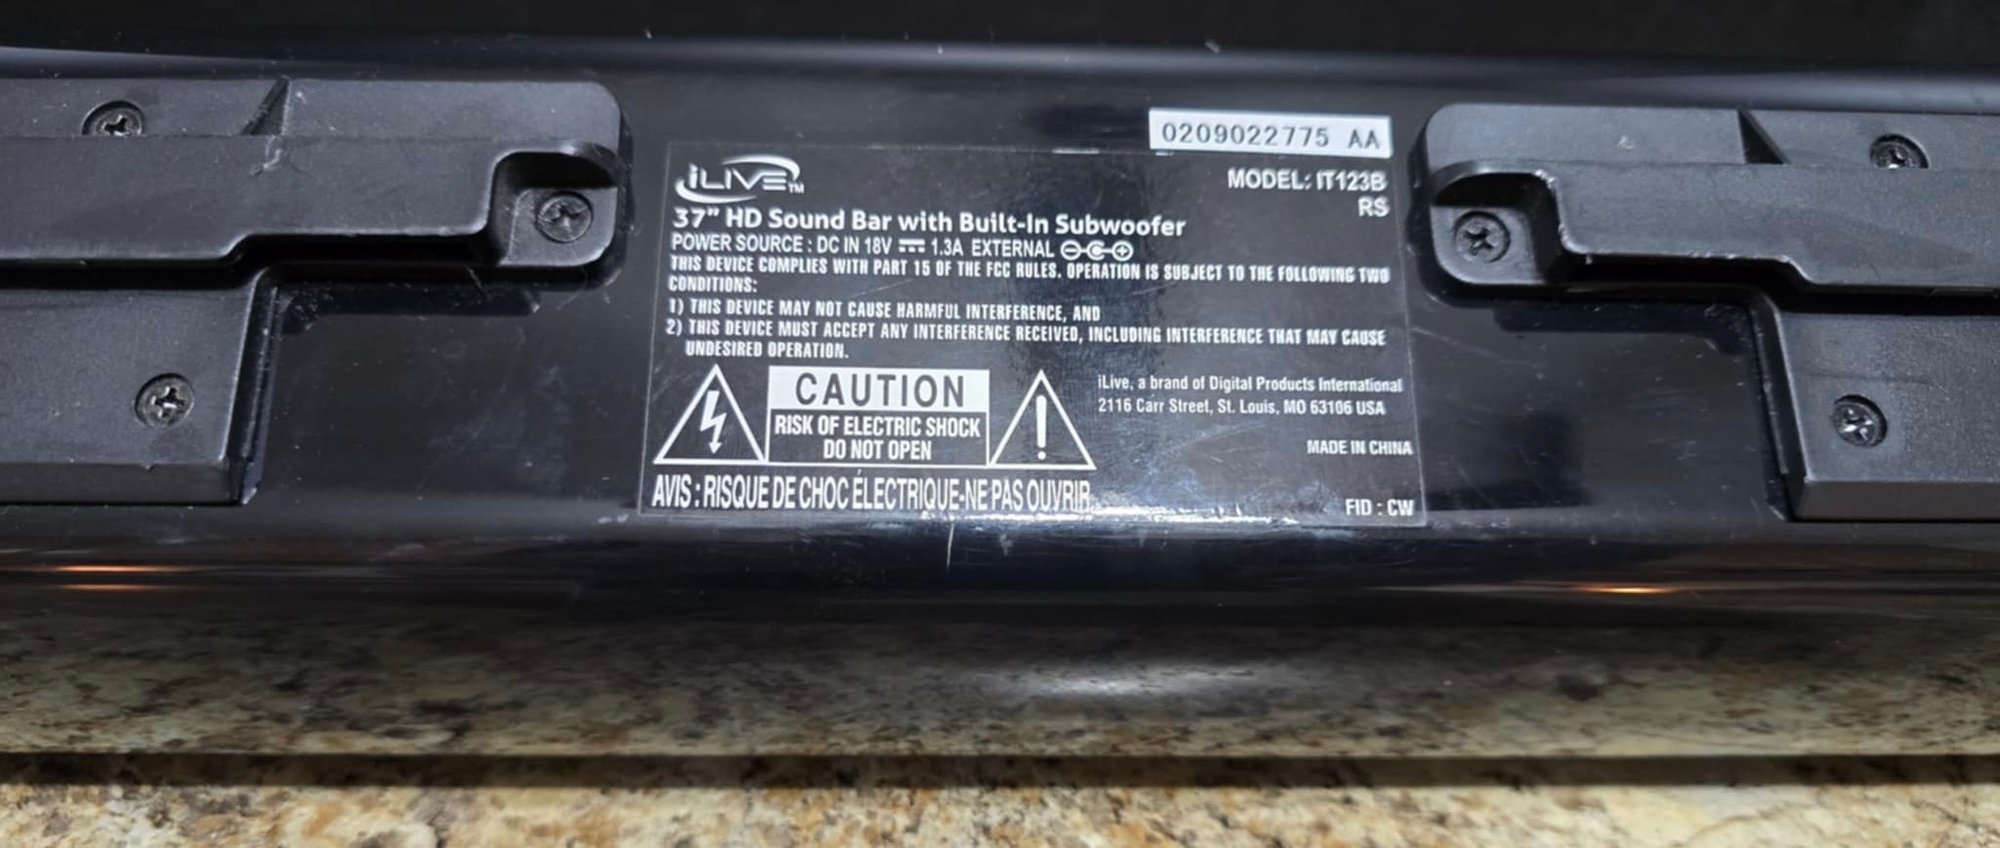 0209022775 AA
iLIVE™
MODEL: IT123B
RS
37" HD Sound Bar with Built-In Subwoofer
POWER SOURCE : DC IN 18V ⎓ 1.3A EXTERNAL
THIS DEVICE COMPLIES WITH PART 15 OF THE FCC RULES. OPERATION IS SUBJECT TO THE FOLLOWING TWO
CONDITIONS:
1) THIS DEVICE MAY NOT CAUSE HARMFUL INTERFERENCE, AND
2) THIS DEVICE MUST ACCEPT ANY INTERFERENCE RECEIVED, INCLUDING INTERFERENCE THAT MAY CAUSE
UNDESIRED OPERATION.
CAUTION
RISK OF ELECTRIC SHOCK
DO NOT OPEN
AVIS : RISQUE DE CHOC ÉLECTRIQUE-NE PAS OUVRIR
iLive, a brand of Digital Products International
2116 Carr Street, St. Louis, MO 63106 USA
MADE IN CHINA
FID : CW